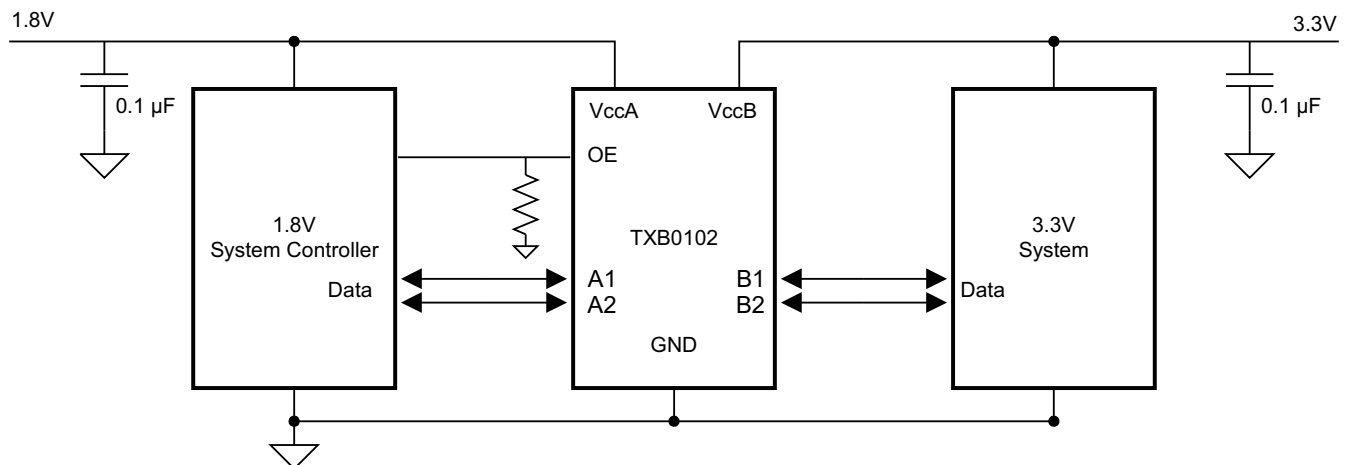 1.8V
3.3V
0.1 µF
VccA
VccB
0.1 µF
OE
1.8V
System Controller
TXB0102
3.3V
System
Data
A1
A2
B1
B2
Data
GND